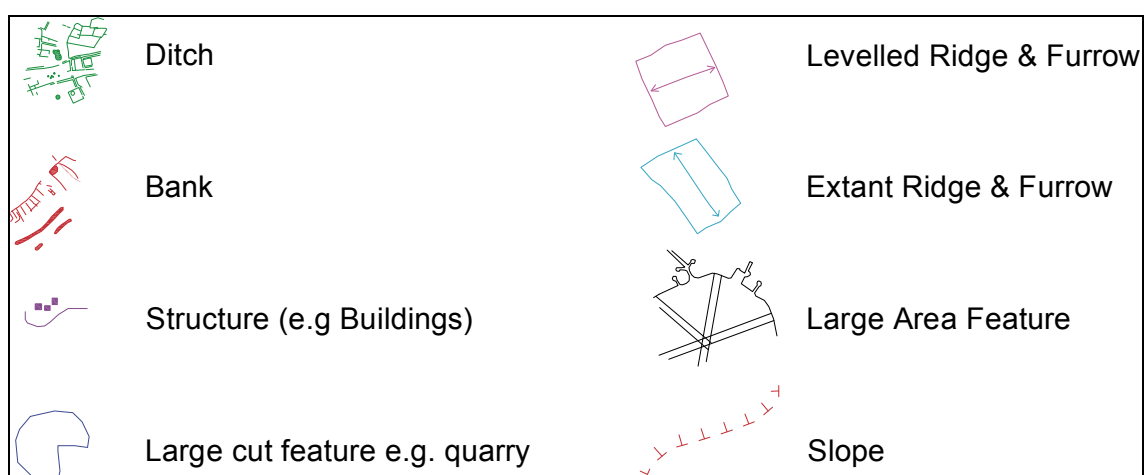 Ditch
Levelled Ridge & Furrow
Bank
Extant Ridge & Furrow
Structure (e.g Buildings)
Large Area Feature
Large cut feature e.g. quarry
Slope